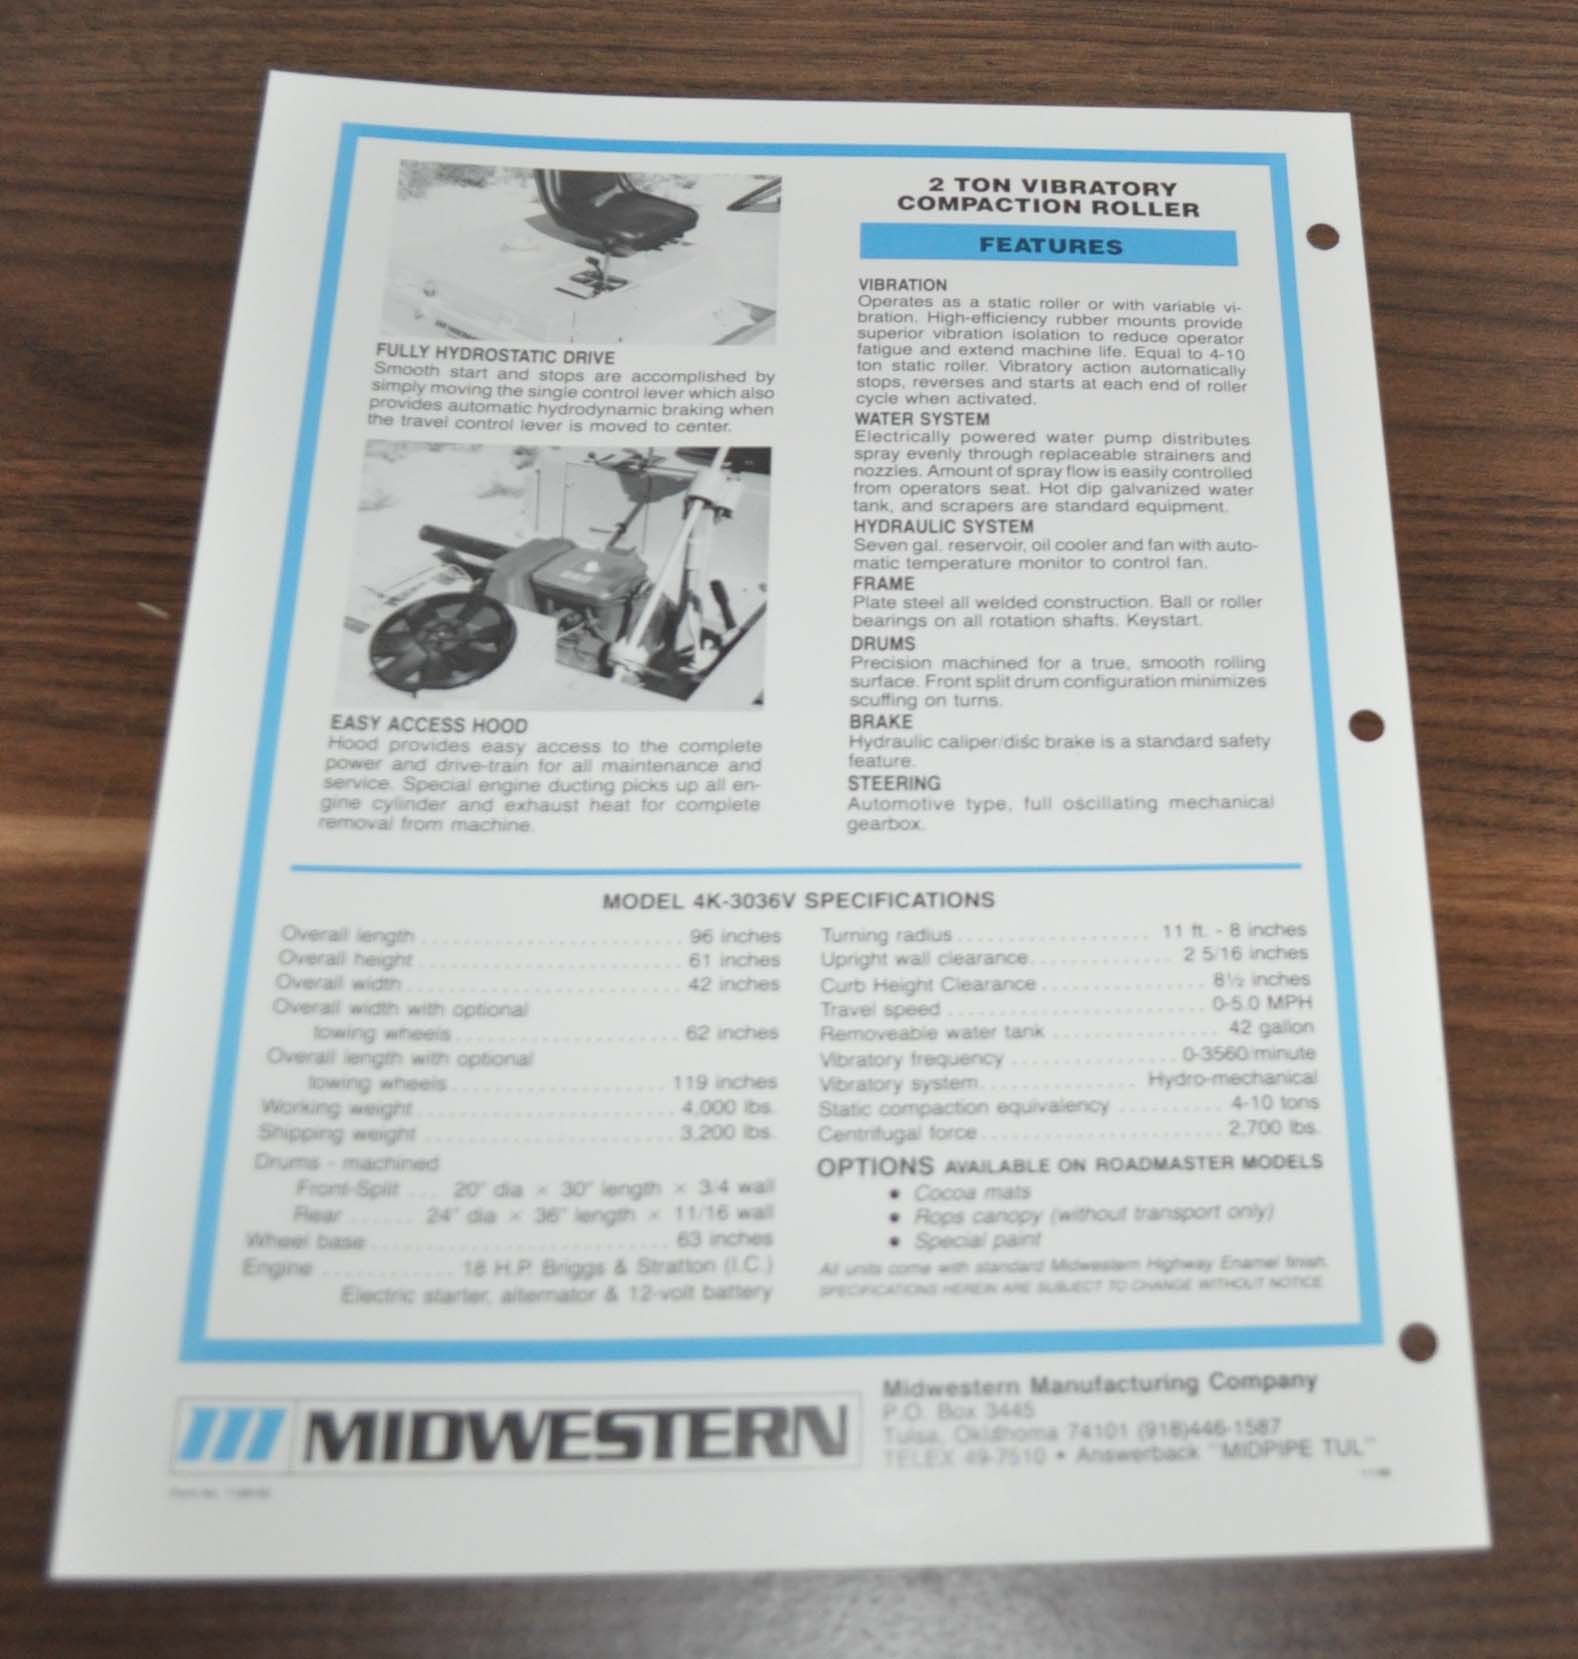 FULLY HYDROSTATIC DRIVE
Smooth start and stops are accomplished by
simply moving the single control lever which also
provides automatic hydrodynamic braking when
the travel control lever is moved to center.
EASY ACCESS HOOD
Hood provides easy access to the complete
power and drive-train for all maintenance and
service. Special engine ducting picks up all en-
gine cylinder and exhaust heat for complete
removal from machine.
2 TON VIBRATORY
COMPACTION ROLLER
FEATURES
VIBRATION
Operates as a static roller or with variable vi-
bration. High-efficiency rubber mounts provide
superior vibration isolation to reduce operator
fatigue and extend machine life. Equal to 4-10
ton static roller. Vibratory action automatically
stops, reverses and starts at each end of roller
cycle when activated.
WATER SYSTEM
Electrically powered water pump distributes
spray evenly through replaceable strainers and
nozzles. Amount of spray flow is easily controlled
from operators seat. Hot dip galvanized water
tank, and scrapers are standard equipment.
HYDRAULIC SYSTEM
Seven gal. reservoir, oil cooler and fan with auto-
matic temperature monitor to control fan.
FRAME
Plate steel all welded construction. Ball or roller
bearings on all rotation shafts. Keystart.
DRUMS
Precision machined for a true, smooth rolling
surface. Front split drum configuration minimizes
scuffing on turns.
BRAKE
Hydraulic caliper/disc brake is a standard safety
feature.
STEERING
Automotive type, full oscillating mechanical
gearbox.
MODEL 4K-3036V SPECIFICATIONS
Overall length ........................ 96 inches
Overall height ........................ 61 inches
Overall width ......................... 42 inches
Overall width with optional
towing wheels ..................... 62 inches
Overall length with optional
towing wheels .................... 119 inches
Working weight ........................ 4,000 lbs.
Shipping weight ....................... 3,200 lbs.
Drums - machined
Front-Split ... 20" dia × 30" length × 3/4 wall
Rear ....... 24" dia × 36" length × 11/16 wall
Wheel base ............................ 63 inches
Engine ............ 18 H.P. Briggs & Stratton (I.C.)
Electric starter, alternator & 12-volt battery
Turning radius .................. 11 ft. - 8 inches
Upright wall clearance ............. 2 5/16 inches
Curb Height Clearance ............... 8½ inches
Travel speed ........................ 0-5.0 MPH
Removeable water tank ............... 42 gallon
Vibratory frequency ............... 0-3560/minute
Vibratory system .............. Hydro-mechanical
Static compaction equivalency .......... 4-10 tons
Centrifugal force ...................... 2,700 lbs.
OPTIONS AVAILABLE ON ROADMASTER MODELS
• Cocoa mats
• Rops canopy (without transport only)
• Special paint
All units come with standard Midwestern Highway Enamel finish.
SPECIFICATIONS HEREIN ARE SUBJECT TO CHANGE WITHOUT NOTICE.
MIDWESTERN
Midwestern Manufacturing Company
P.O. Box 3445
Tulsa, Oklahoma 74101 (918)446-1587
TELEX 49-7510 • Answerback "MIDPIPE TUL"
Form No.